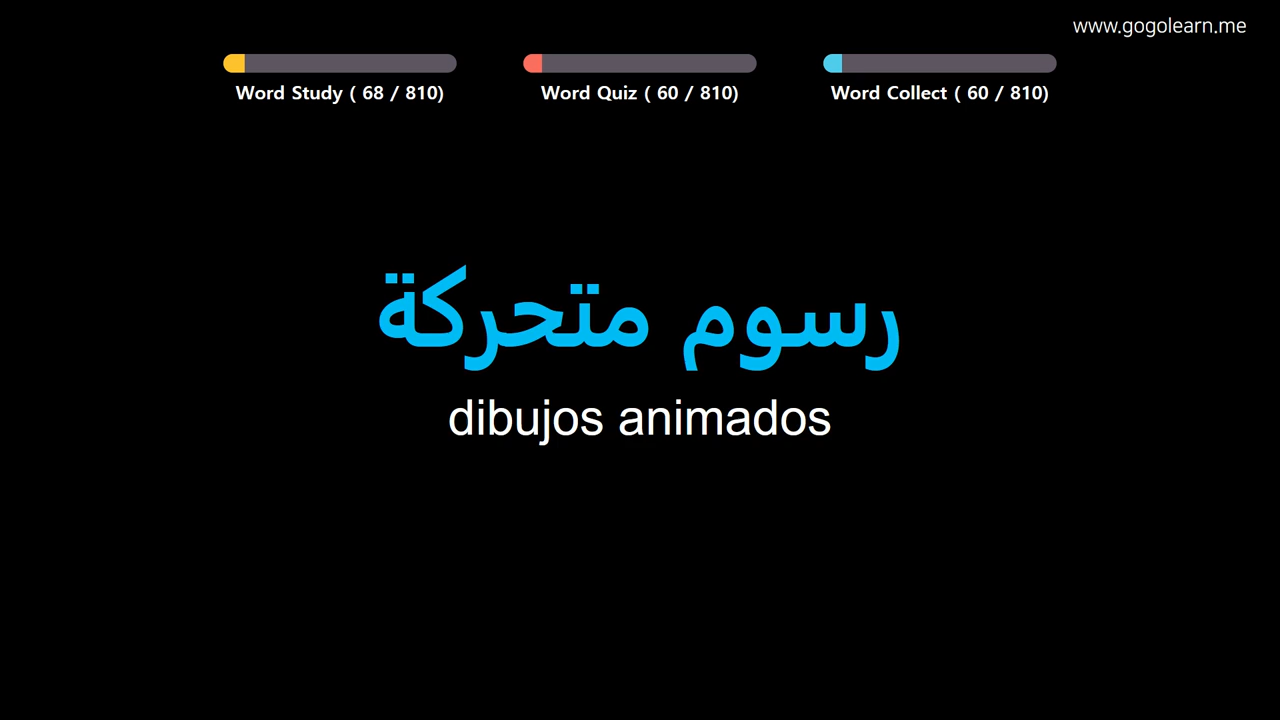 www.gogolearn.me
Word Study ( 68 / 810)
Word Quiz ( 60 / 810)
Word Collect ( 60 / 810)
رسوم متحركة
dibujos animados